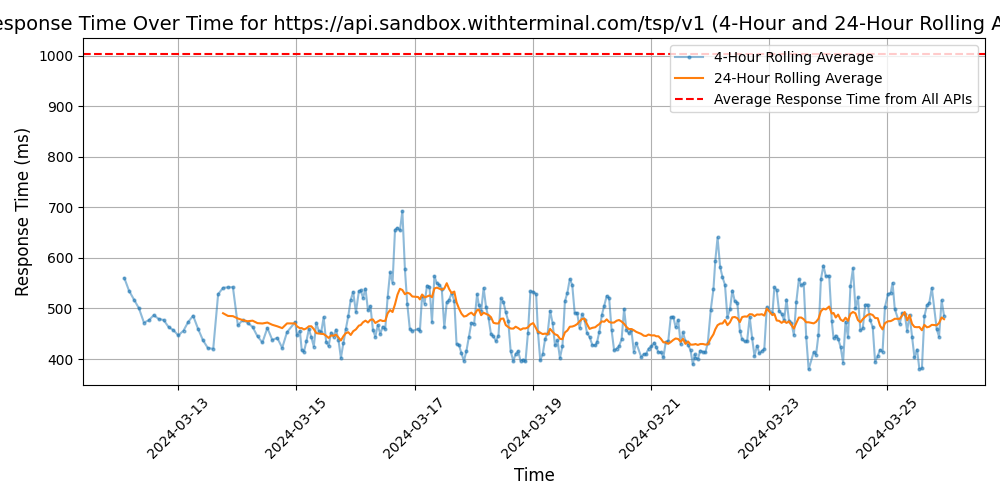 esponse Time Over Time for https://api.sandbox.withterminal.com/tsp/v1 (4-Hour and 24-Hour Rolling A
1000
900
800
700
600
500
400
Response Time (ms)
4-Hour Rolling Average
24-Hour Rolling Average
Average Response Time from All APIs
2024-03-13
2024-03-15
2024-03-17
2024-03-19
2024-03-21
2024-03-23
2024-03-25
Time